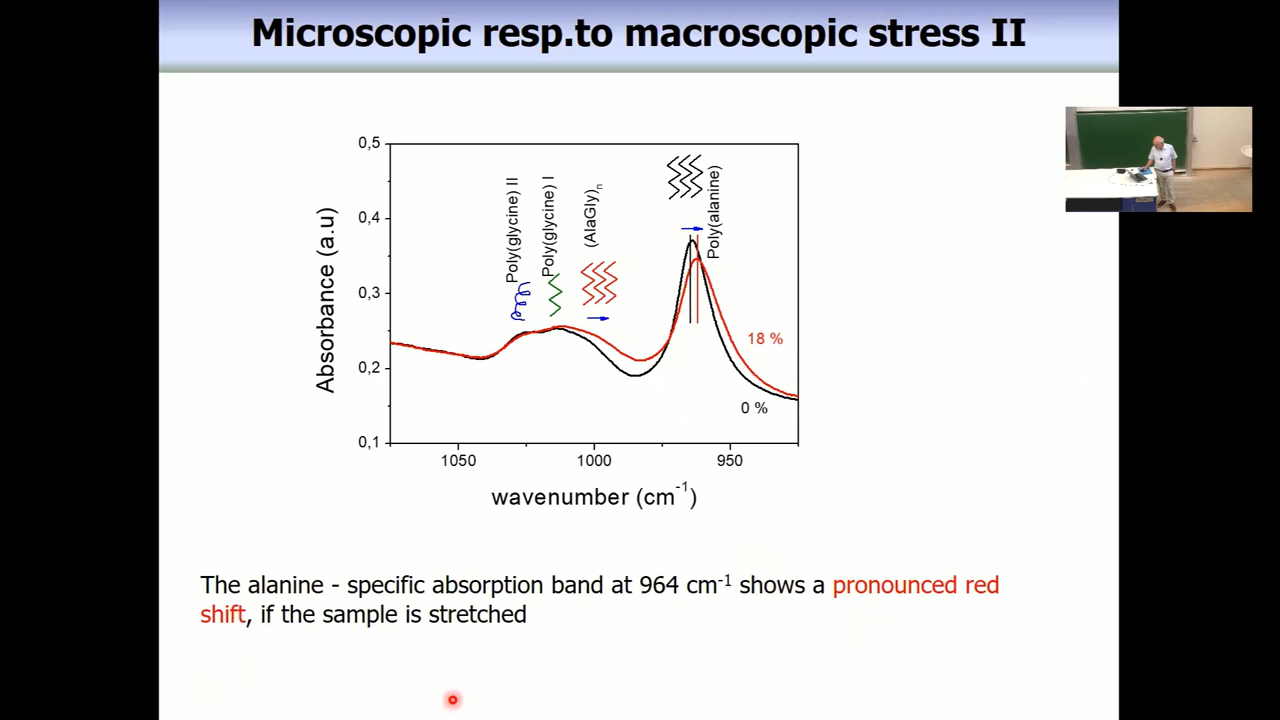 Microscopic resp.to macroscopic stress II
0,5
0,4
0,3
0,2
0,1
Absorbance (a.u)
Poly(glycine) II
Poly(glycine) I
(AlaGly)n
Poly(alanine)
18 %
0 %
1050
1000
950
wavenumber (cm-1)
The alanine - specific absorption band at 964 cm-1 shows a pronounced red
shift, if the sample is stretched